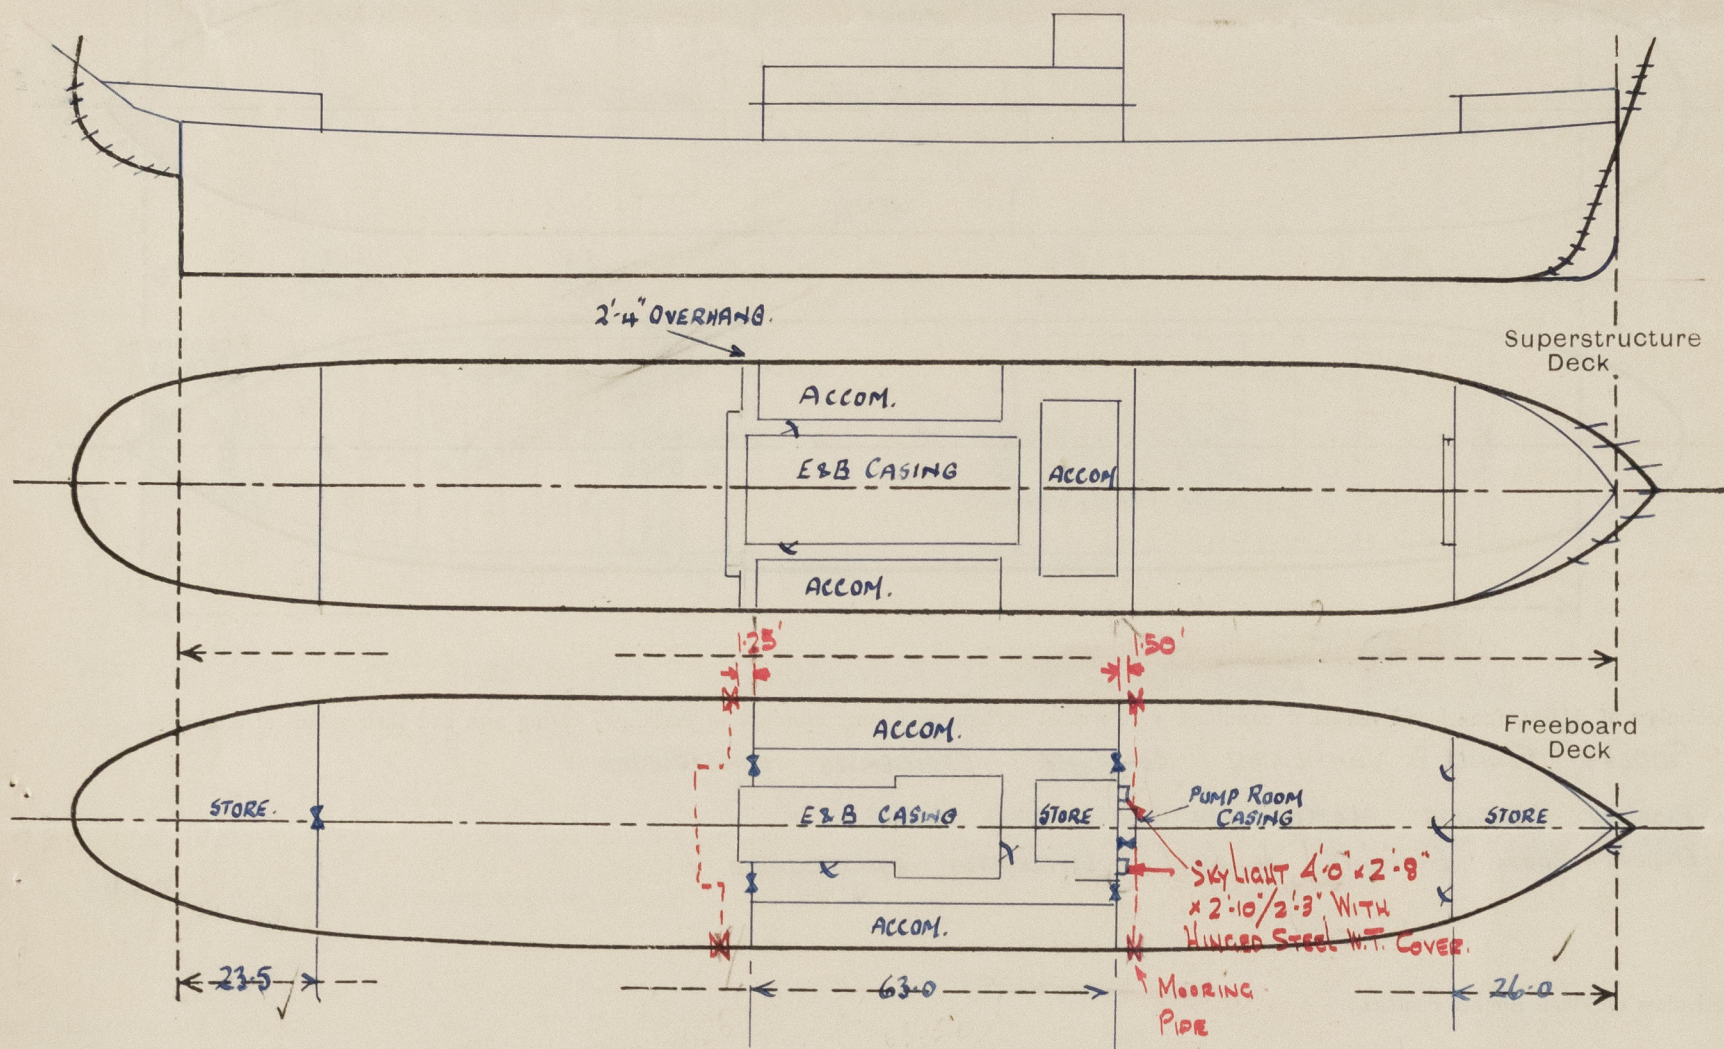 2'-4" OVERHANG.
Superstructure
Deck
ACCOM.
E&B CASING
ACCOM
ACCOM.
1.25'
1.50'
Freeboard
Deck
ACCOM.
STORE.
E&B CASING
STORE
PUMP ROOM
CASING
STORE
SKYLIGHT 4'-0" x 2'-8"
x 2'-10"/2'-3" WITH
HINGED STEEL W.T. COVER.
ACCOM.
23.5
63.0
26.0
MOORING
PIPE